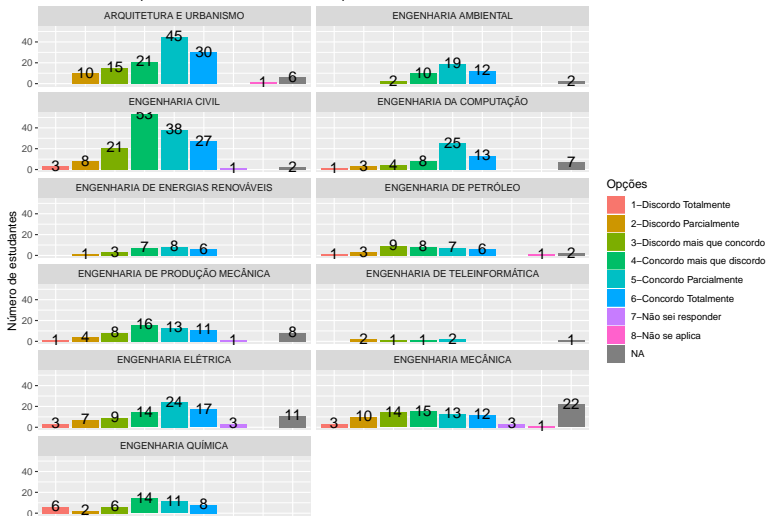 ARQUITETURA E URBANISMO
ENGENHARIA AMBIENTAL
40
20
0
10 15 21 45 30 1 6
2 10 19 12 2
ENGENHARIA CIVIL
ENGENHARIA DA COMPUTAÇÃO
40
20
0
3 8 21 53 38 27 1 2
1 3 4 8 25 13 7
ENGENHARIA DE ENERGIAS RENOVÁVEIS
ENGENHARIA DE PETRÓLEO
40
20
0
1 3 7 8 6
1 3 9 8 7 6 1 2
ENGENHARIA DE PRODUÇÃO MECÂNICA
ENGENHARIA DE TELEINFORMÁTICA
40
20
0
1 4 8 16 13 11 1 8
2 1 1 2 1
ENGENHARIA ELÉTRICA
ENGENHARIA MECÂNICA
40
20
0
3 7 9 14 24 17 3 11
3 10 14 15 13 12 3 1 22
ENGENHARIA QUÍMICA
40
20
0
6 2 6 14 11 8
Número de estudantes
Opções
1–Discordo Totalmente
2–Discordo Parcialmente
3–Discordo mais que concordo
4–Concordo mais que discordo
5–Concordo Parcialmente
6–Concordo Totalmente
7–Não sei responder
8–Não se aplica
NA